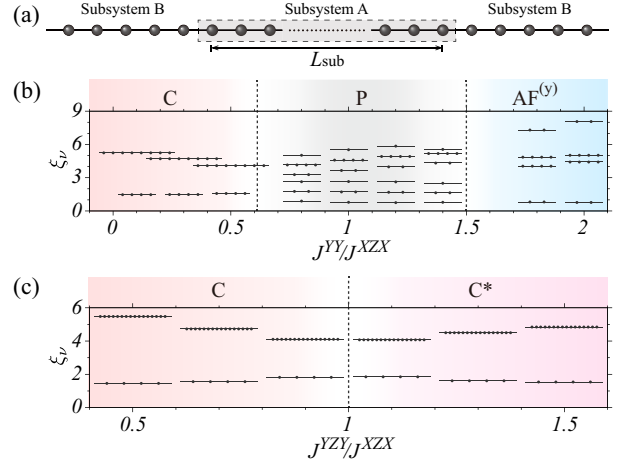 (a) Subsystem B Subsystem A Subsystem B
L_sub
(b) C P AF^(y)
9
6
3
0
ξ_ν
0 0.5 1 1.5 2
J^YY/J^XZX
(c) C C*
6
4
2
0
ξ_ν
0.5 1 1.5
J^YZY/J^XZX